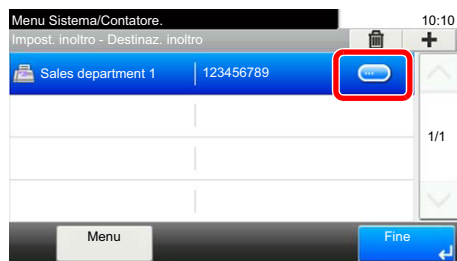 Menu Sistema/Contatore. 10:10
Impost. inoltro - Destinaz. inoltro
Sales department 1 123456789
1/1
Menu Fine